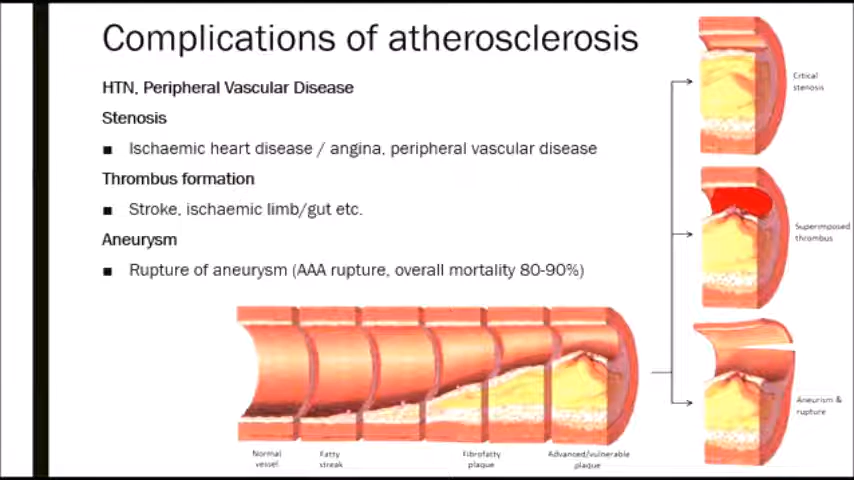 Complications of atherosclerosis
HTN, Peripheral Vascular Disease
Stenosis
■ Ischaemic heart disease / angina, peripheral vascular disease
Thrombus formation
■ Stroke, ischaemic limb/gut etc.
Aneurysm
■ Rupture of aneurysm (AAA rupture, overall mortality 80-90%)
Critical
stenosis
Superimposed
thrombus
Aneurism &
rupture
Normal
vessel
Fatty
streak
Fibrofatty
plaque
Advanced/vulnerable
plaque